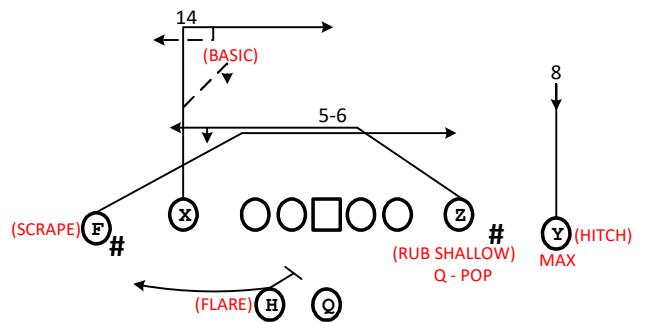 14
(BASIC)
8
5-6
(SCRAPE) F # X Z # Y (HITCH)
(RUB SHALLOW) MAX
Q - POP
(FLARE) H Q